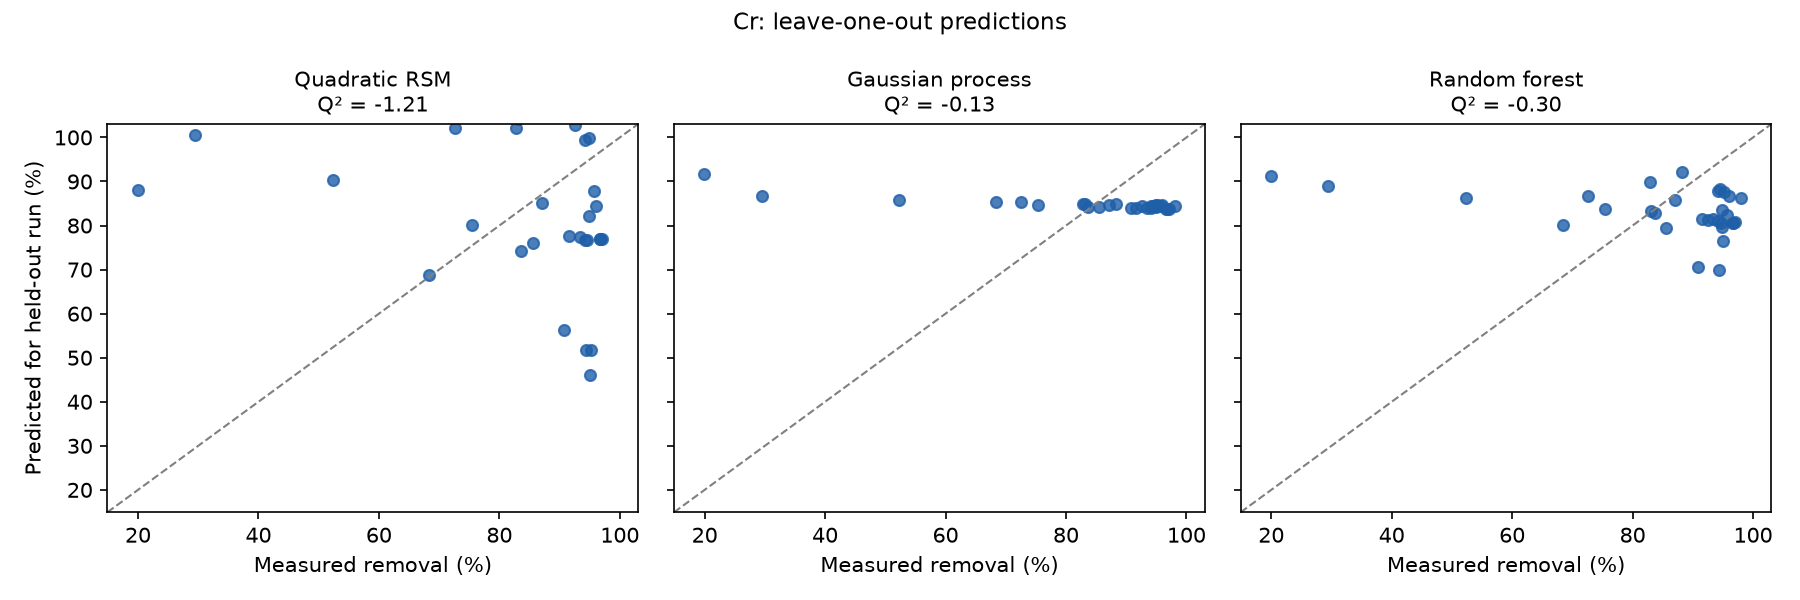 Cr: leave-one-out predictions
Quadratic RSM
Q² = -1.21
Gaussian process
Q² = -0.13
Random forest
Q² = -0.30
Predicted for held-out run (%)
100
90
80
70
60
50
40
30
20
20 40 60 80 100
20 40 60 80 100
20 40 60 80 100
Measured removal (%)
Measured removal (%)
Measured removal (%)